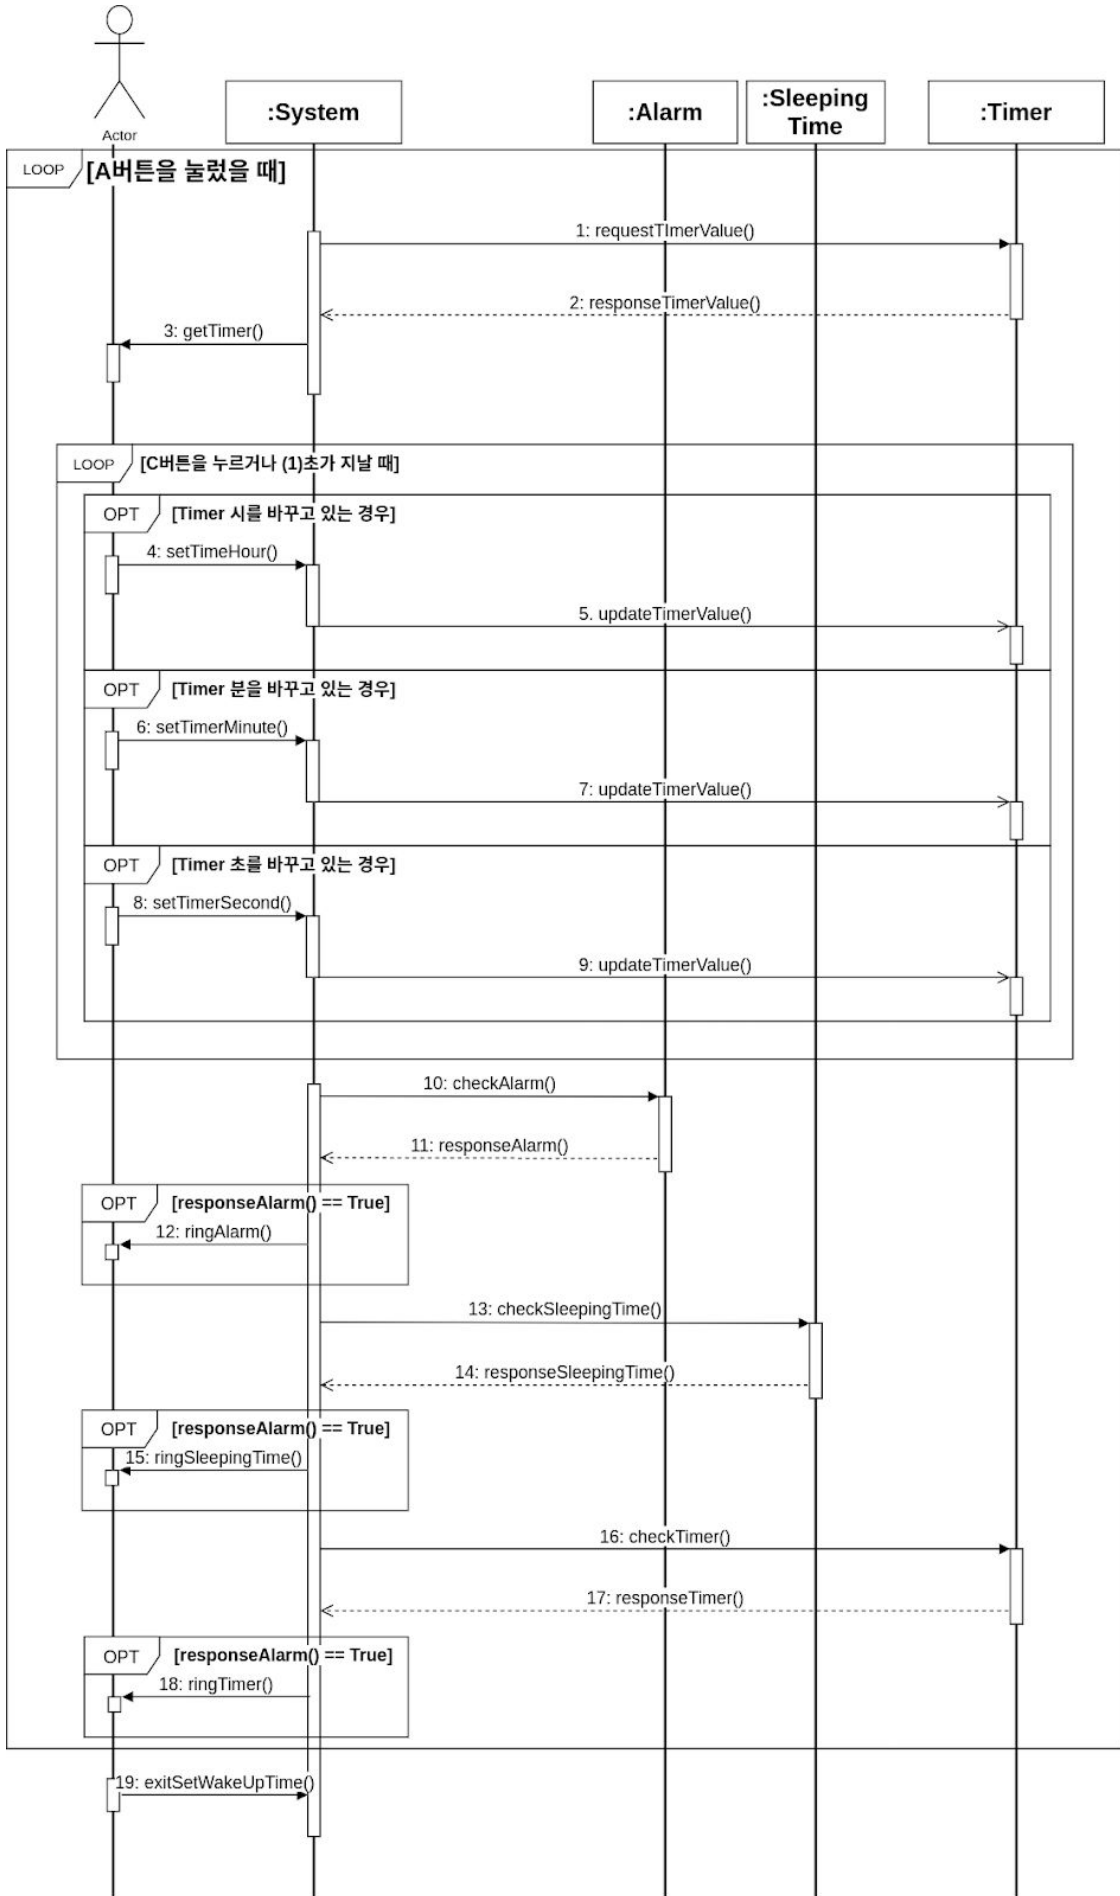 Actor
:System
:Alarm
:Sleeping
Time
:Timer
LOOP
[A버튼을 눌렀을 때]
1: requestTImerValue()
2: responseTimerValue()
3: getTimer()
LOOP
[C버튼을 누르거나 (1)초가 지날 때]
OPT
[Timer 시를 바꾸고 있는 경우]
4: setTimeHour()
5. updateTimerValue()
OPT
[Timer 분을 바꾸고 있는 경우]
6: setTimerMinute()
7: updateTimerValue()
OPT
[Timer 초를 바꾸고 있는 경우]
8: setTimerSecond()
9: updateTimerValue()
10: checkAlarm()
11: responseAlarm()
OPT
[responseAlarm() == True]
12: ringAlarm()
13: checkSleepingTime()
14: responseSleepingTime()
OPT
[responseAlarm() == True]
15: ringSleepingTime()
16: checkTimer()
17: responseTimer()
OPT
[responseAlarm() == True]
18: ringTimer()
19: exitSetWakeUpTime()